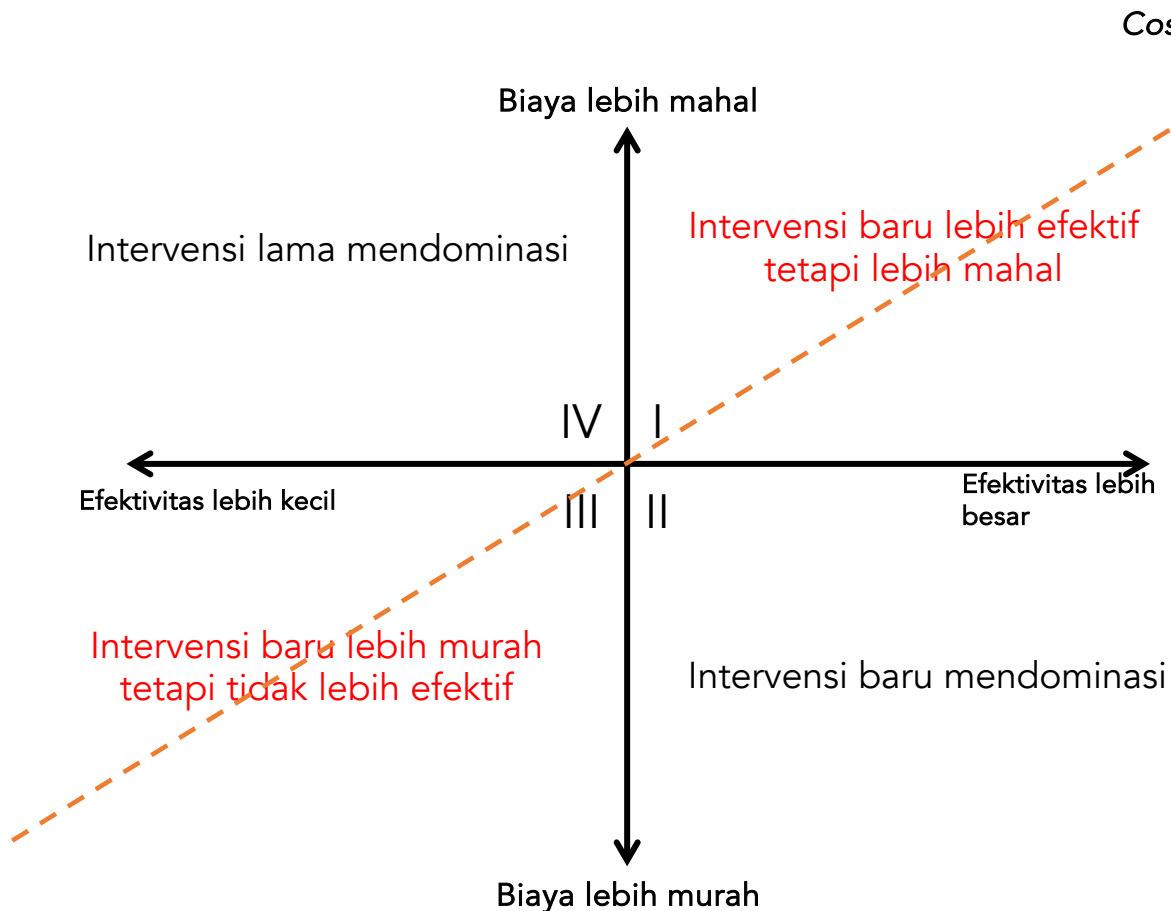 Cos
Biaya lebih mahal
Intervensi lama mendominasi
Intervensi baru lebih efektif
tetapi lebih mahal
IV
I
Efektivitas lebih kecil
Efektivitas lebih
besar
III
II
Intervensi baru lebih murah
tetapi tidak lebih efektif
Intervensi baru mendominasi
Biaya lebih murah